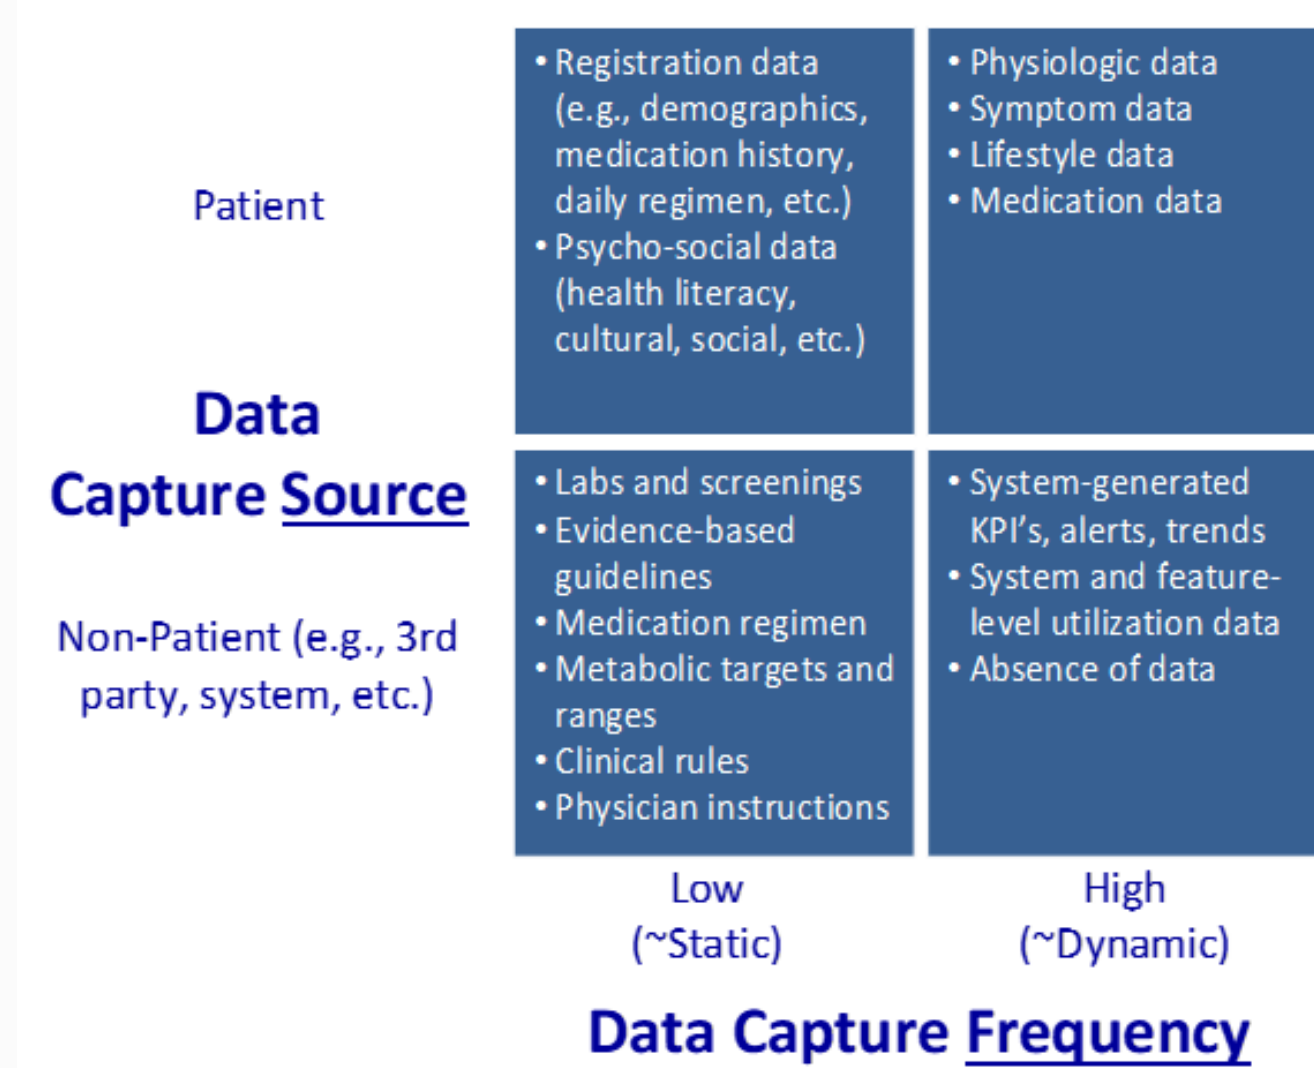 Patient
Data
Capture Source
Non-Patient (e.g., 3rd
party, system, etc.)
• Registration data
(e.g., demographics,
medication history,
daily regimen, etc.)
• Psycho-social data
(health literacy,
cultural, social, etc.)
• Physiologic data
• Symptom data
• Lifestyle data
• Medication data
• Labs and screenings
• Evidence-based
guidelines
• Medication regimen
• Metabolic targets and
ranges
• Clinical rules
• Physician instructions
• System-generated
KPI's, alerts, trends
• System and feature-
level utilization data
• Absence of data
Low
(~Static)
High
(~Dynamic)
Data Capture Frequency